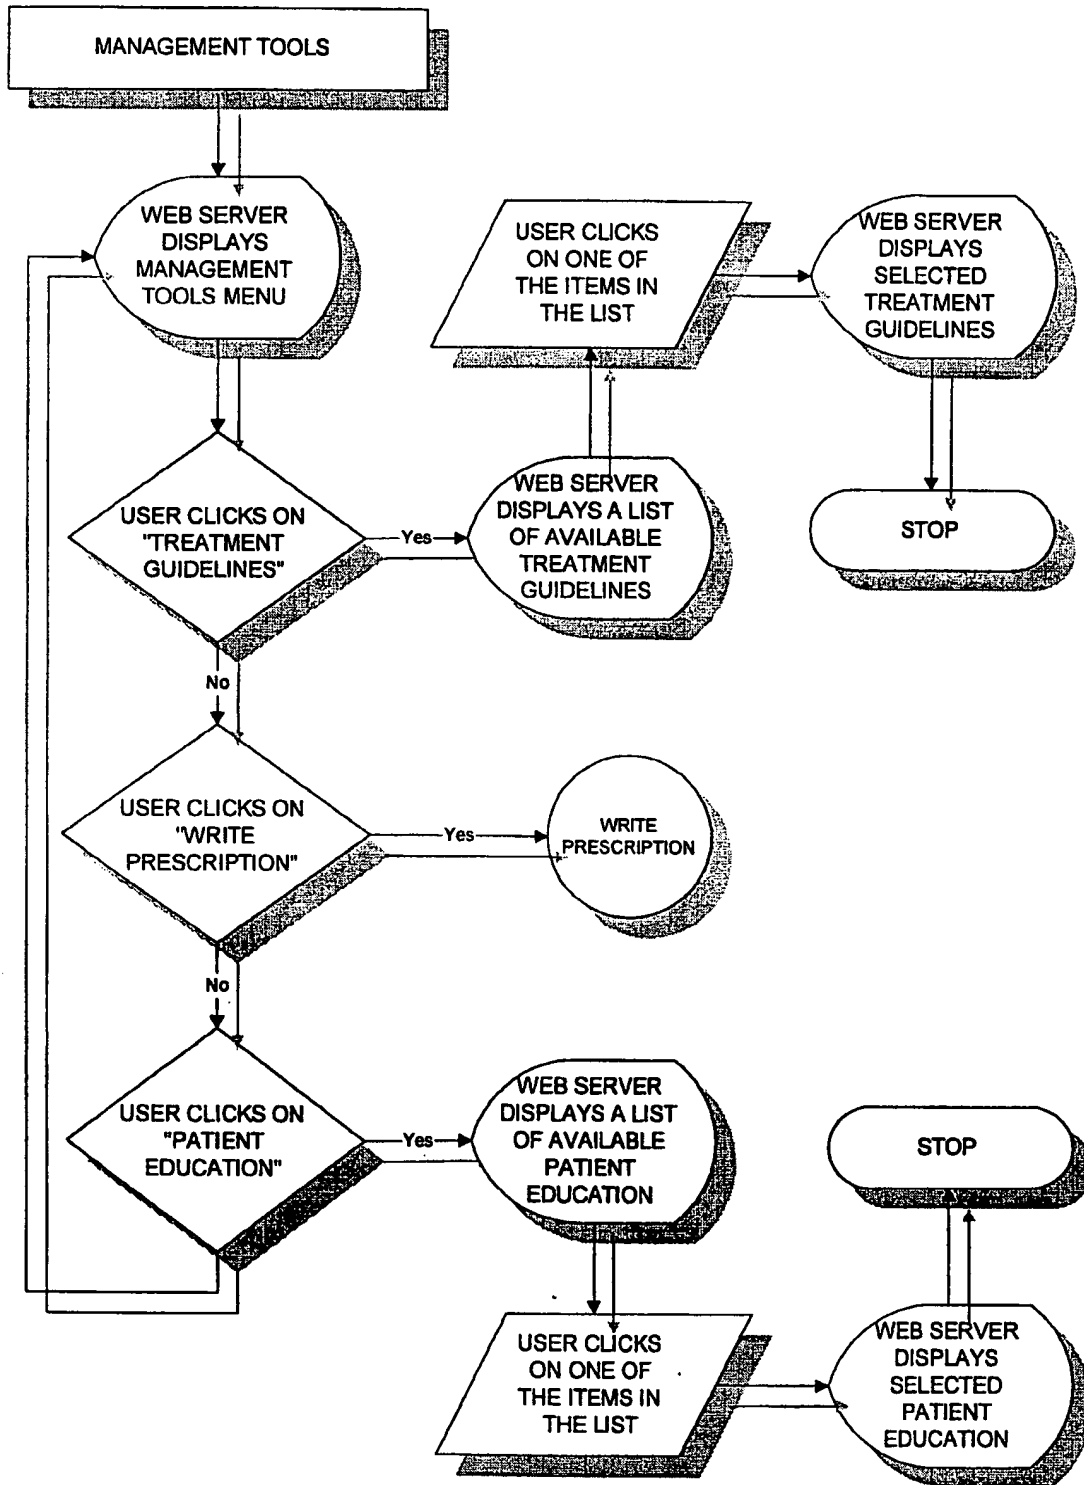 MANAGEMENT TOOLS
WEB SERVER
DISPLAYS
MANAGEMENT
TOOLS MENU
USER CLICKS
ON ONE OF
THE ITEMS IN
THE LIST
WEB SERVER
DISPLAYS
SELECTED
TREATMENT
GUIDELINES
USER CLICKS ON
"TREATMENT
GUIDELINES"
Yes
WEB SERVER
DISPLAYS A LIST
OF AVAILABLE
TREATMENT
GUIDELINES
STOP
No
USER CLICKS ON
"WRITE
PRESCRIPTION"
Yes
WRITE
PRESCRIPTION
No
USER CLICKS ON
"PATIENT
EDUCATION"
Yes
WEB SERVER
DISPLAYS A LIST
OF AVAILABLE
PATIENT
EDUCATION
STOP
USER CLICKS
ON ONE OF
THE ITEMS IN
THE LIST
WEB SERVER
DISPLAYS
SELECTED
PATIENT
EDUCATION